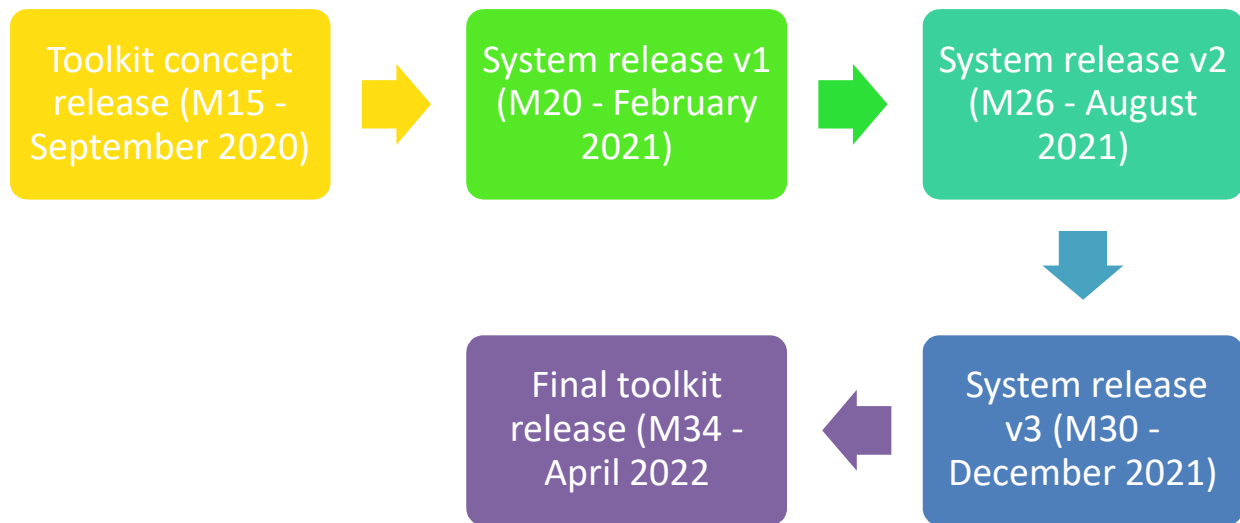 Toolkit concept
release (M15 -
September 2020)
System release v1
(M20 - February
2021)
System release v2
(M26 - August
2021)
System release
v3 (M30 -
December 2021)
Final toolkit
release (M34 -
April 2022